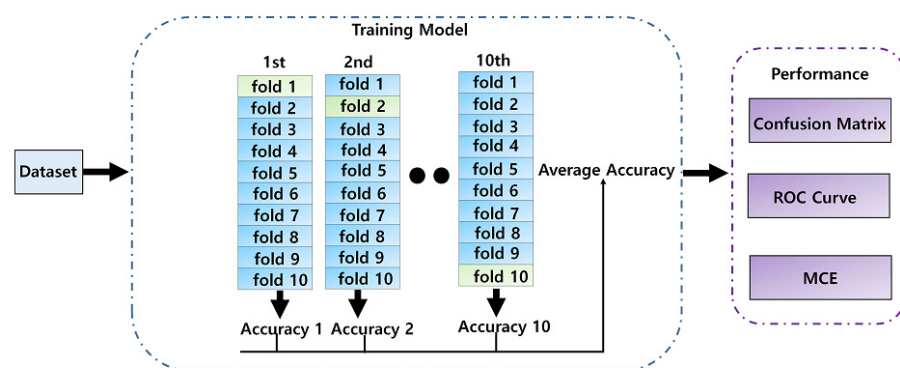 Dataset
Training Model
1st
fold 1
fold 2
fold 3
fold 4
fold 5
fold 6
fold 7
fold 8
fold 9
fold 10
Accuracy 1
2nd
fold 1
fold 2
fold 3
fold 4
fold 5
fold 6
fold 7
fold 8
fold 9
fold 10
Accuracy 2
10th
fold 1
fold 2
fold 3
fold 4
fold 5
fold 6
fold 7
fold 8
fold 9
fold 10
Accuracy 10
Average Accuracy
Performance
Confusion Matrix
ROC Curve
MCE